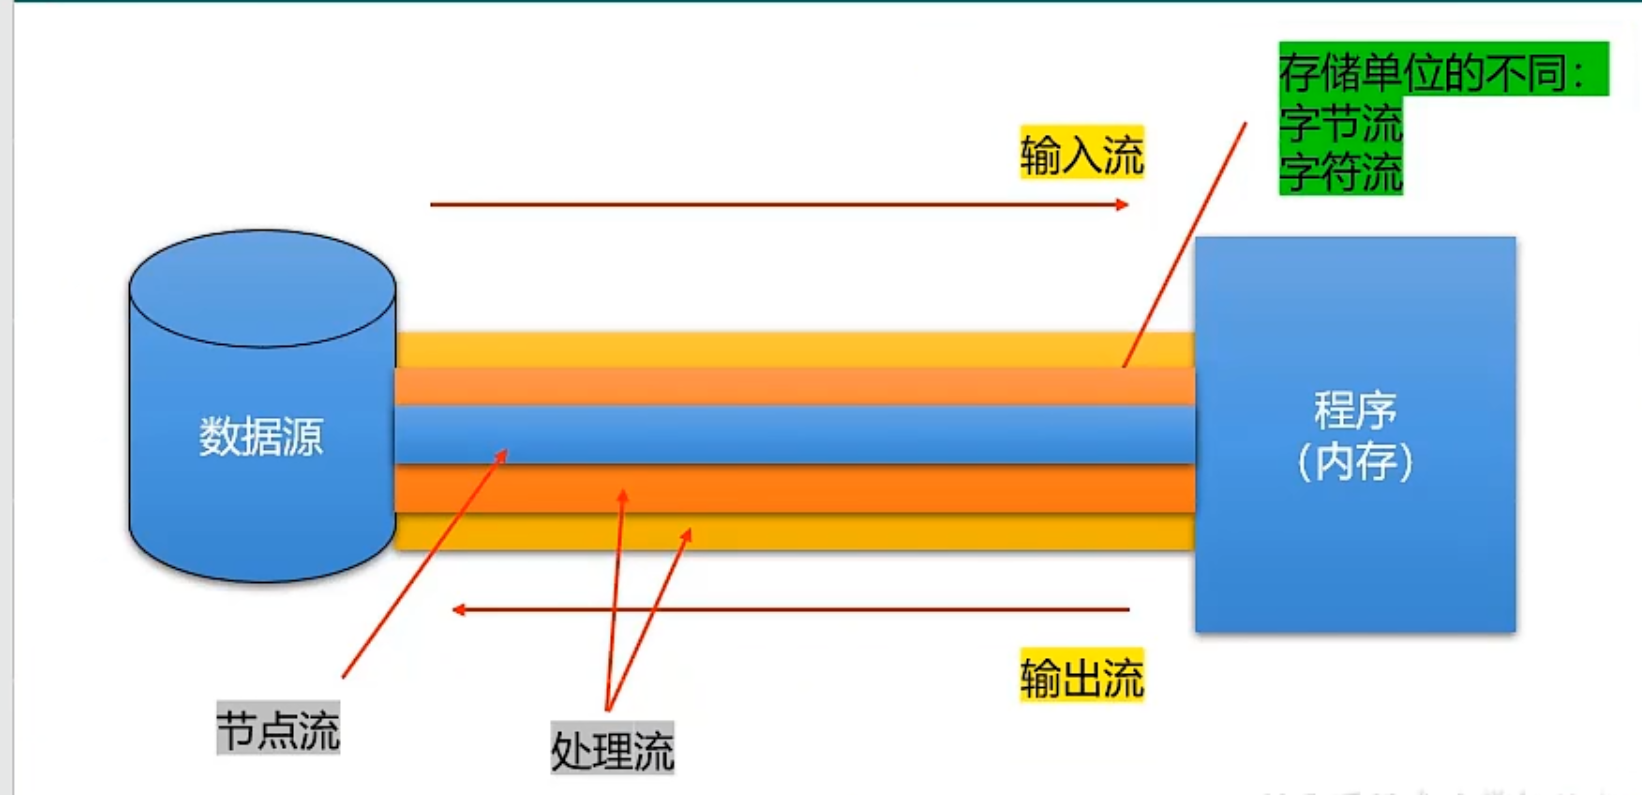 存储单位的不同：
字节流
字符流
输入流
数据源
程序
（内存）
输出流
节点流
处理流